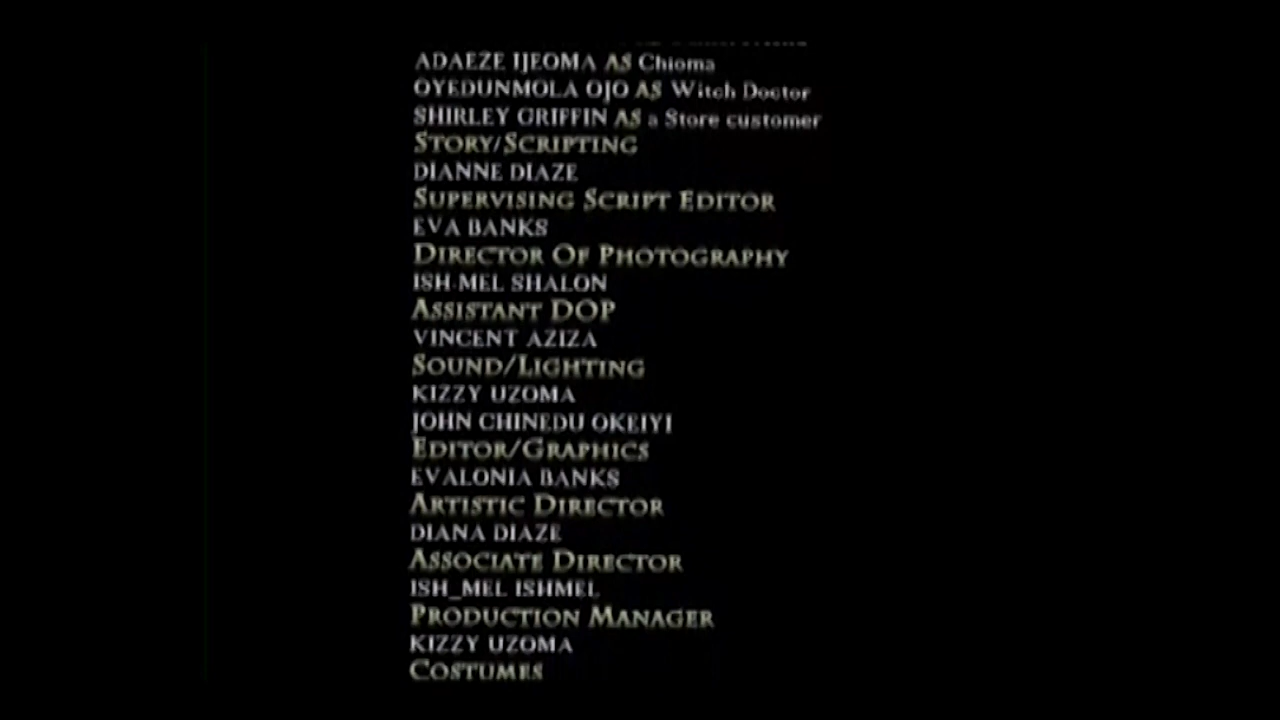 ADAEZE IJEOMA AS Chioma
OYEDUNMOLA OJO AS Witch Doctor
SHIRLEY GRIFFIN AS a Store customer
STORY/SCRIPTING
DIANNE DIAZE
SUPERVISING SCRIPT EDITOR
EVA BANKS
DIRECTOR OF PHOTOGRAPHY
ISH-MEL SHALON
ASSISTANT DOP
VINCENT AZIZA
SOUND/LIGHTING
KIZZY UZOMA
JOHN CHINEDU OKEIYI
EDITOR/GRAPHICS
EVALONIA BANKS
ARTISTIC DIRECTOR
DIANA DIAZE
ASSOCIATE DIRECTOR
ISH_MEL ISHMEL
PRODUCTION MANAGER
KIZZY UZOMA
COSTUMES